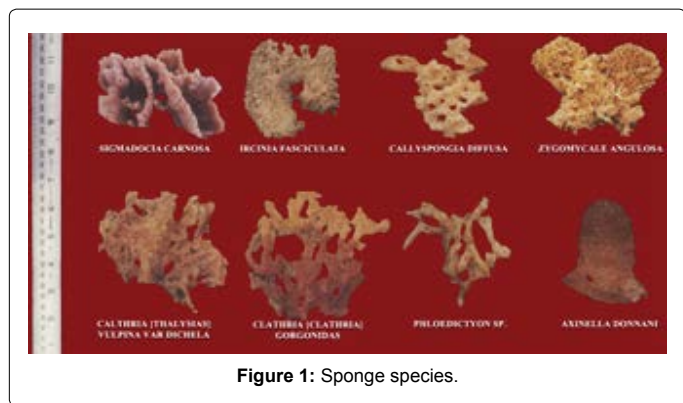 SIGMADOCIA CARNOSA
IRCINIA FASCICULATA
CALLYSPONGIA DIFFUSA
ZYGOMYCALE ANGULOSA
CALTHRIA [THALYSIAS]
VULPINA VAR DICHELA
CLATHRIA [CLATHRIA]
GORGONIDAS
PHLOEDICTYON SP.
AXINELLA DONNANI
Figure 1: Sponge species.